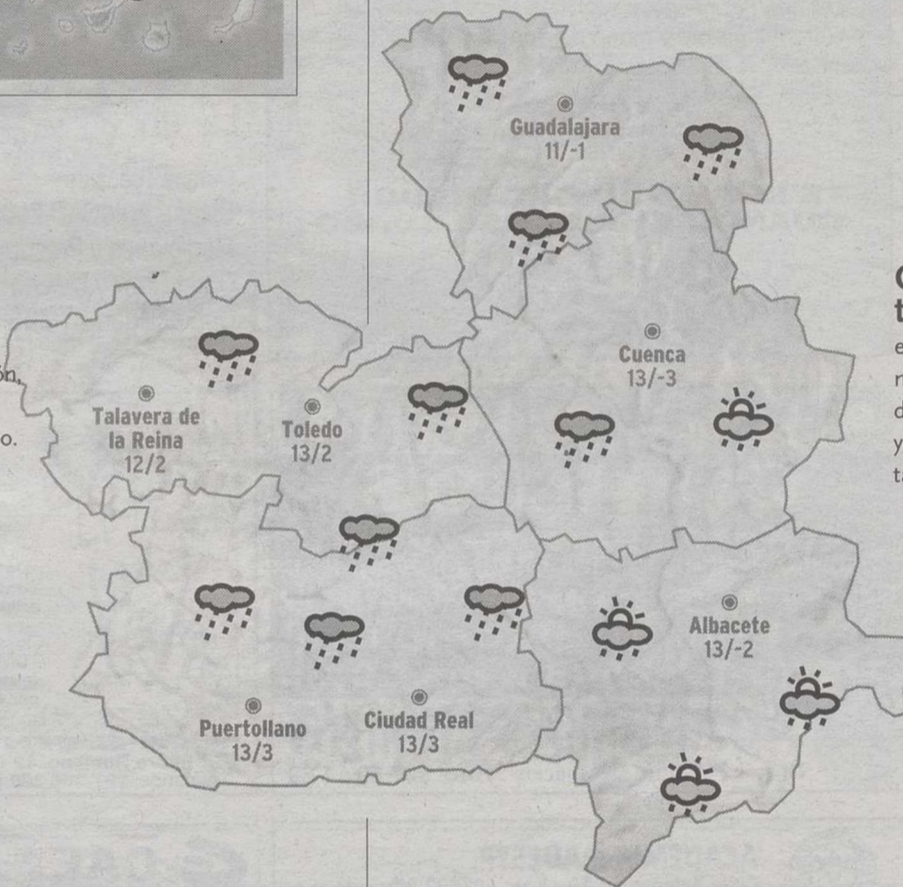 Guadalajara
11/-1
Cuenca
13/-3
Talavera de
la Reina
12/2
Toledo
13/2
Albacete
13/-2
Puertollano
13/3
Ciudad Real
13/3